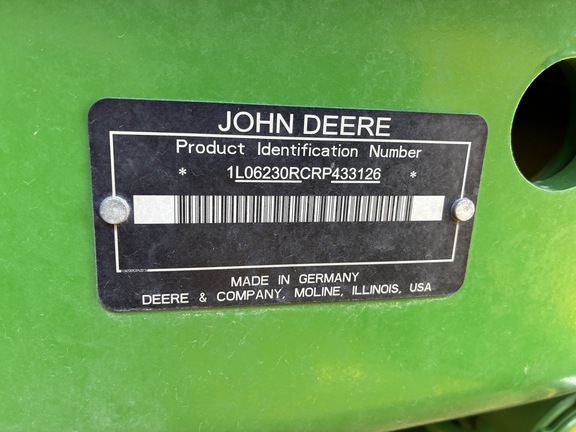 JOHN DEERE
Product Identification Number
* 1L06230RCRP433126 *
MADE IN GERMANY
DEERE & COMPANY, MOLINE, ILLINOIS, USA